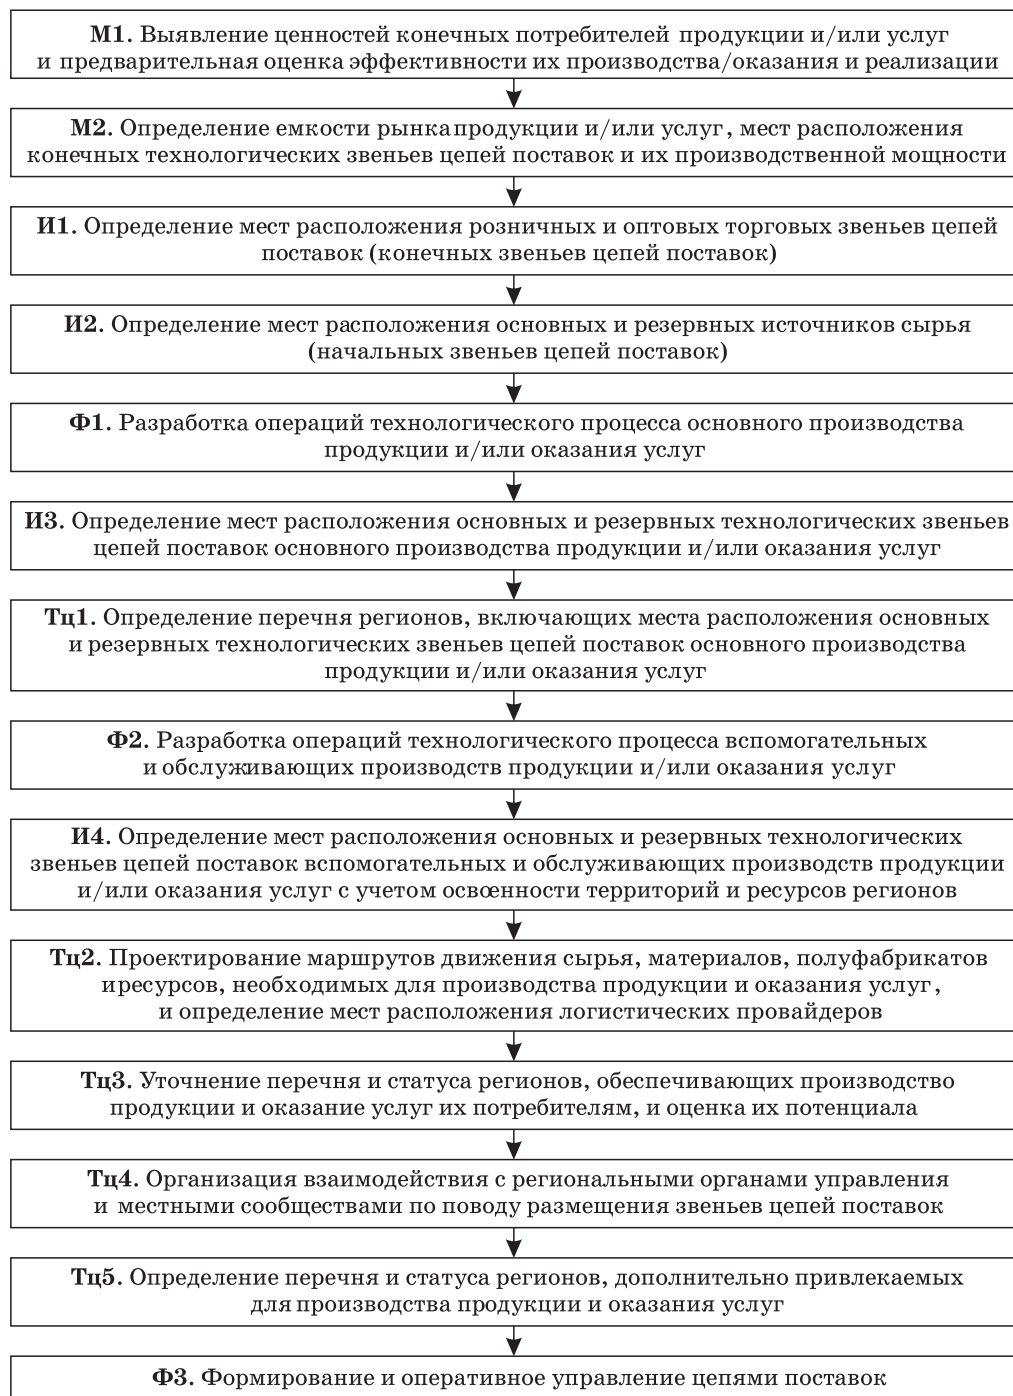 М1. Выявление ценностей конечных потребителей продукции и/или услуг
и предварительная оценка эффективности их производства/оказания и реализации
М2. Определение емкости рынка продукции и/или услуг, мест расположения
конечных технологических звеньев цепей поставок и их производственной мощности
И1. Определение мест расположения розничных и оптовых торговых звеньев цепей
поставок (конечных звеньев цепей поставок)
И2. Определение мест расположения основных и резервных источников сырья
(начальных звеньев цепей поставок)
Ф1. Разработка операций технологического процесса основного производства
продукции и/или оказания услуг
И3. Определение мест расположения основных и резервных технологических звеньев
цепей поставок основного производства продукции и/или оказания услуг
Тц1. Определение перечня регионов, включающих места расположения основных
и резервных технологических звеньев цепей поставок основного производства
продукции и/или оказания услуг
Ф2. Разработка операций технологического процесса вспомогательных
и обслуживающих производств продукции и/или оказания услуг
И4. Определение мест расположения основных и резервных технологических
звеньев цепей поставок вспомогательных и обслуживающих производств продукции
и/или оказания услуг с учетом освоенности территорий и ресурсов регионов
Тц2. Проектирование маршрутов движения сырья, материалов, полуфабрикатов
и ресурсов, необходимых для производства продукции и оказания услуг,
и определение мест расположения логистических провайдеров
Тц3. Уточнение перечня и статуса регионов, обеспечивающих производство
продукции и оказание услуг их потребителям, и оценка их потенциала
Тц4. Организация взаимодействия с региональными органами управления
и местными сообществами по поводу размещения звеньев цепей поставок
Тц5. Определение перечня и статуса регионов, дополнительно привлекаемых
для производства продукции и оказания услуг
Ф3. Формирование и оперативное управление цепями поставок